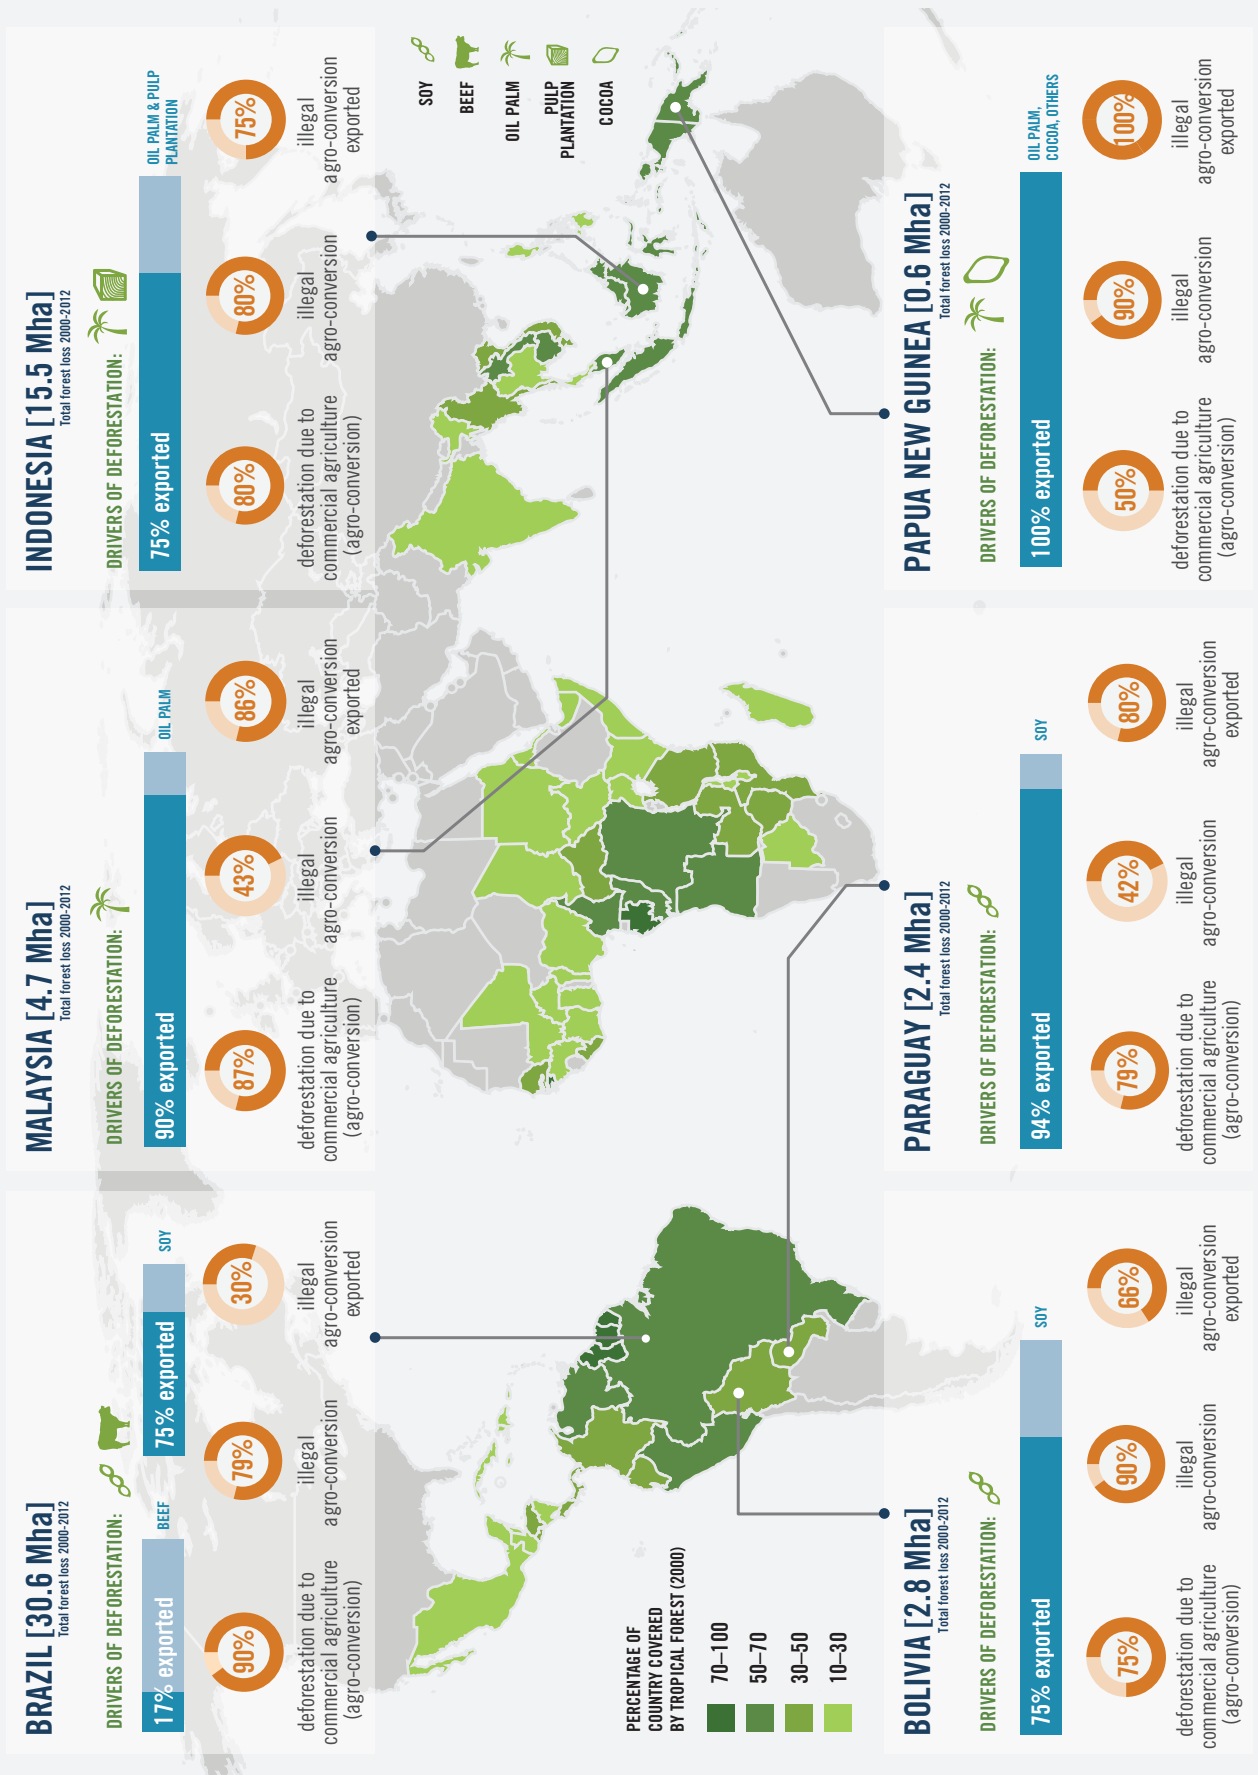 BRAZIL [30.6 Mha]
Total forest loss 2000-2012
DRIVERS OF DEFORESTATION:
BEEF
SOY
17% exported
75% exported
90%
79%
30%
deforestation due to
commercial agriculture
(agro-conversion)
illegal
agro-conversion
illegal
agro-conversion
exported
MALAYSIA [4.7 Mha]
Total forest loss 2000-2012
DRIVERS OF DEFORESTATION:
OIL PALM
90% exported
87%
43%
86%
deforestation due to
commercial agriculture
(agro-conversion)
illegal
agro-conversion
illegal
agro-conversion
exported
INDONESIA [15.5 Mha]
Total forest loss 2000-2012
DRIVERS OF DEFORESTATION:
OIL PALM & PULP
PLANTATION
75% exported
80%
80%
75%
deforestation due to
commercial agriculture
(agro-conversion)
illegal
agro-conversion
illegal
agro-conversion
exported
SOY
BEEF
OIL PALM
PULP
PLANTATION
COCOA
PERCENTAGE OF
COUNTRY COVERED
BY TROPICAL FOREST (2000)
70–100
50–70
30–50
10–30
BOLIVIA [2.8 Mha]
Total forest loss 2000-2012
DRIVERS OF DEFORESTATION:
SOY
75% exported
75%
90%
66%
deforestation due to
commercial agriculture
(agro-conversion)
illegal
agro-conversion
illegal
agro-conversion
exported
PARAGUAY [2.4 Mha]
Total forest loss 2000-2012
DRIVERS OF DEFORESTATION:
SOY
94% exported
79%
42%
80%
deforestation due to
commercial agriculture
(agro-conversion)
illegal
agro-conversion
illegal
agro-conversion
exported
PAPUA NEW GUINEA [0.6 Mha]
Total forest loss 2000-2012
DRIVERS OF DEFORESTATION:
OIL PALM,
COCOA, OTHERS
100% exported
50%
90%
100%
deforestation due to
commercial agriculture
(agro-conversion)
illegal
agro-conversion
illegal
agro-conversion
exported